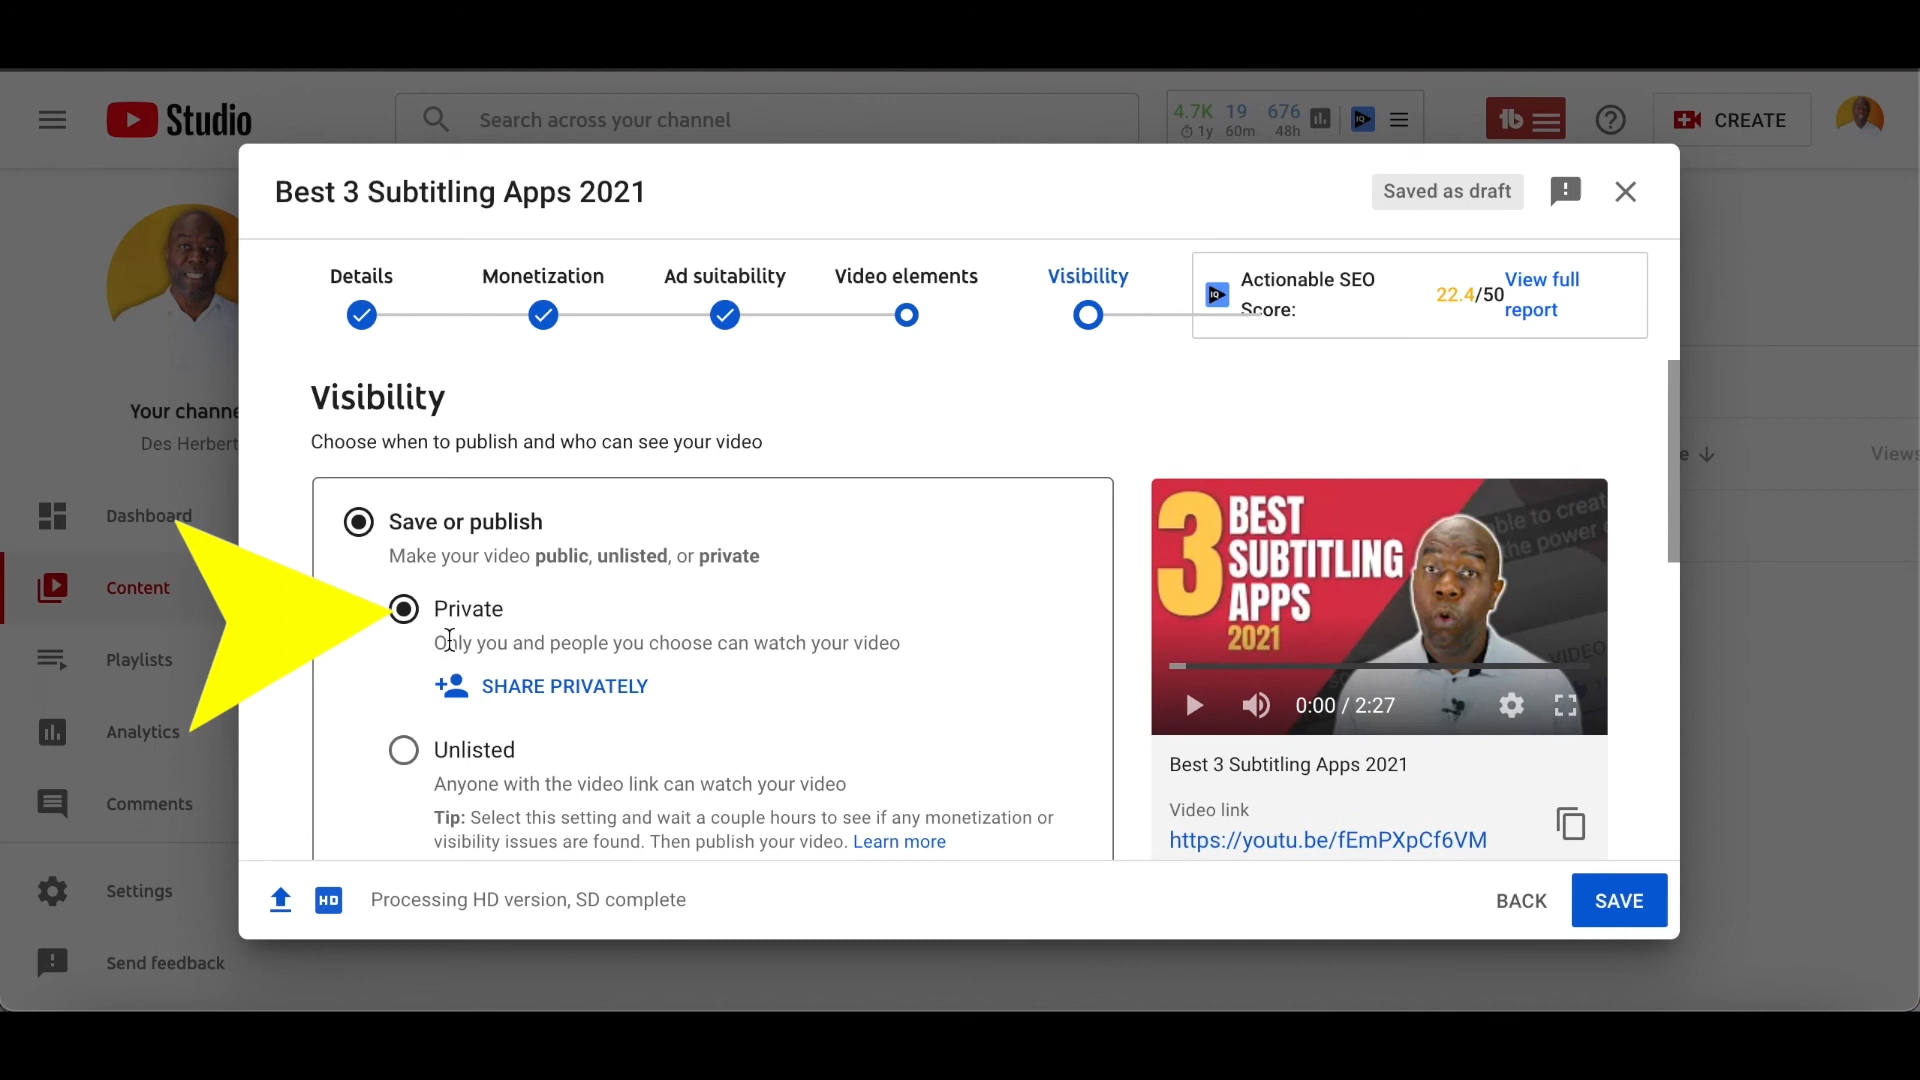 Studio
Search across your channel
4.7K 19 676
1y 60m 48h
CREATE
Best 3 Subtitling Apps 2021
Saved as draft
Details
Monetization
Ad suitability
Video elements
Visibility
Actionable SEO
Score:
22.4/50
View full
report
Your channe
Des Herbert
Visibility
Choose when to publish and who can see your video
Save or publish
Make your video public, unlisted, or private
Private
Only you and people you choose can watch your video
SHARE PRIVATELY
Unlisted
Anyone with the video link can watch your video
Tip: Select this setting and wait a couple hours to see if any monetization or
visibility issues are found. Then publish your video. Learn more
3 BEST
SUBTITLING
APPS
2021
able to creat
the power o
VIDEO
0:00 / 2:27
Best 3 Subtitling Apps 2021
Video link
https://youtu.be/fEmPXpCf6VM
e
Views
Dashboard
Content
Playlists
Analytics
Comments
Settings
Send feedback
HD
Processing HD version, SD complete
BACK
SAVE